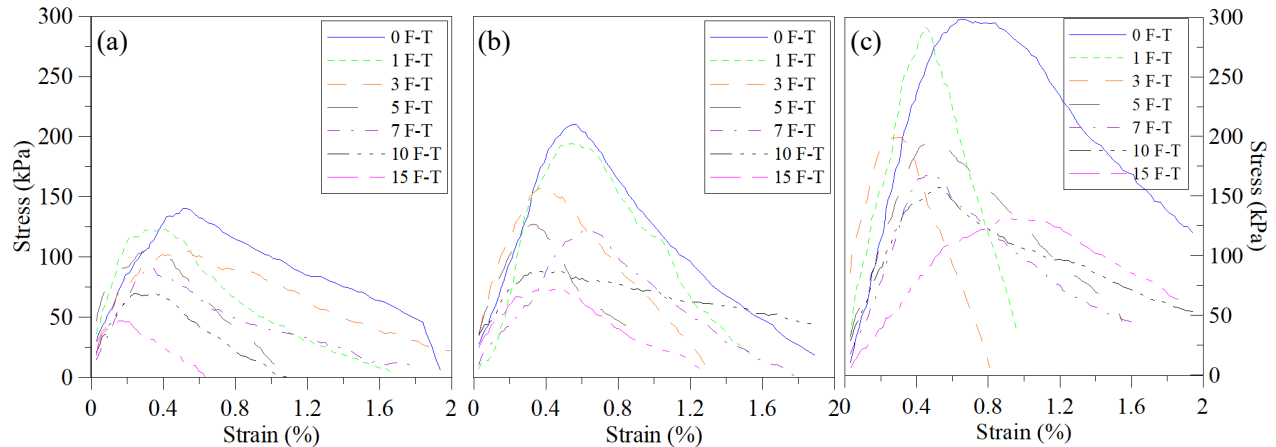 (a)
Stress (kPa)
300
250
200
150
100
50
0
0 F-T
1 F-T
3 F-T
5 F-T
7 F-T
10 F-T
15 F-T
0 0.4 0.8 1.2 1.6 2
Strain (%)
(b)
0 F-T
1 F-T
3 F-T
5 F-T
7 F-T
10 F-T
15 F-T
0 0.4 0.8 1.2 1.6 20
Strain (%)
(c)
0 F-T
1 F-T
3 F-T
5 F-T
7 F-T
10 F-T
15 F-T
0.4 0.8 1.2 1.6 2
Strain (%)
300
250
200
150
100
50
0
Stress (kPa)